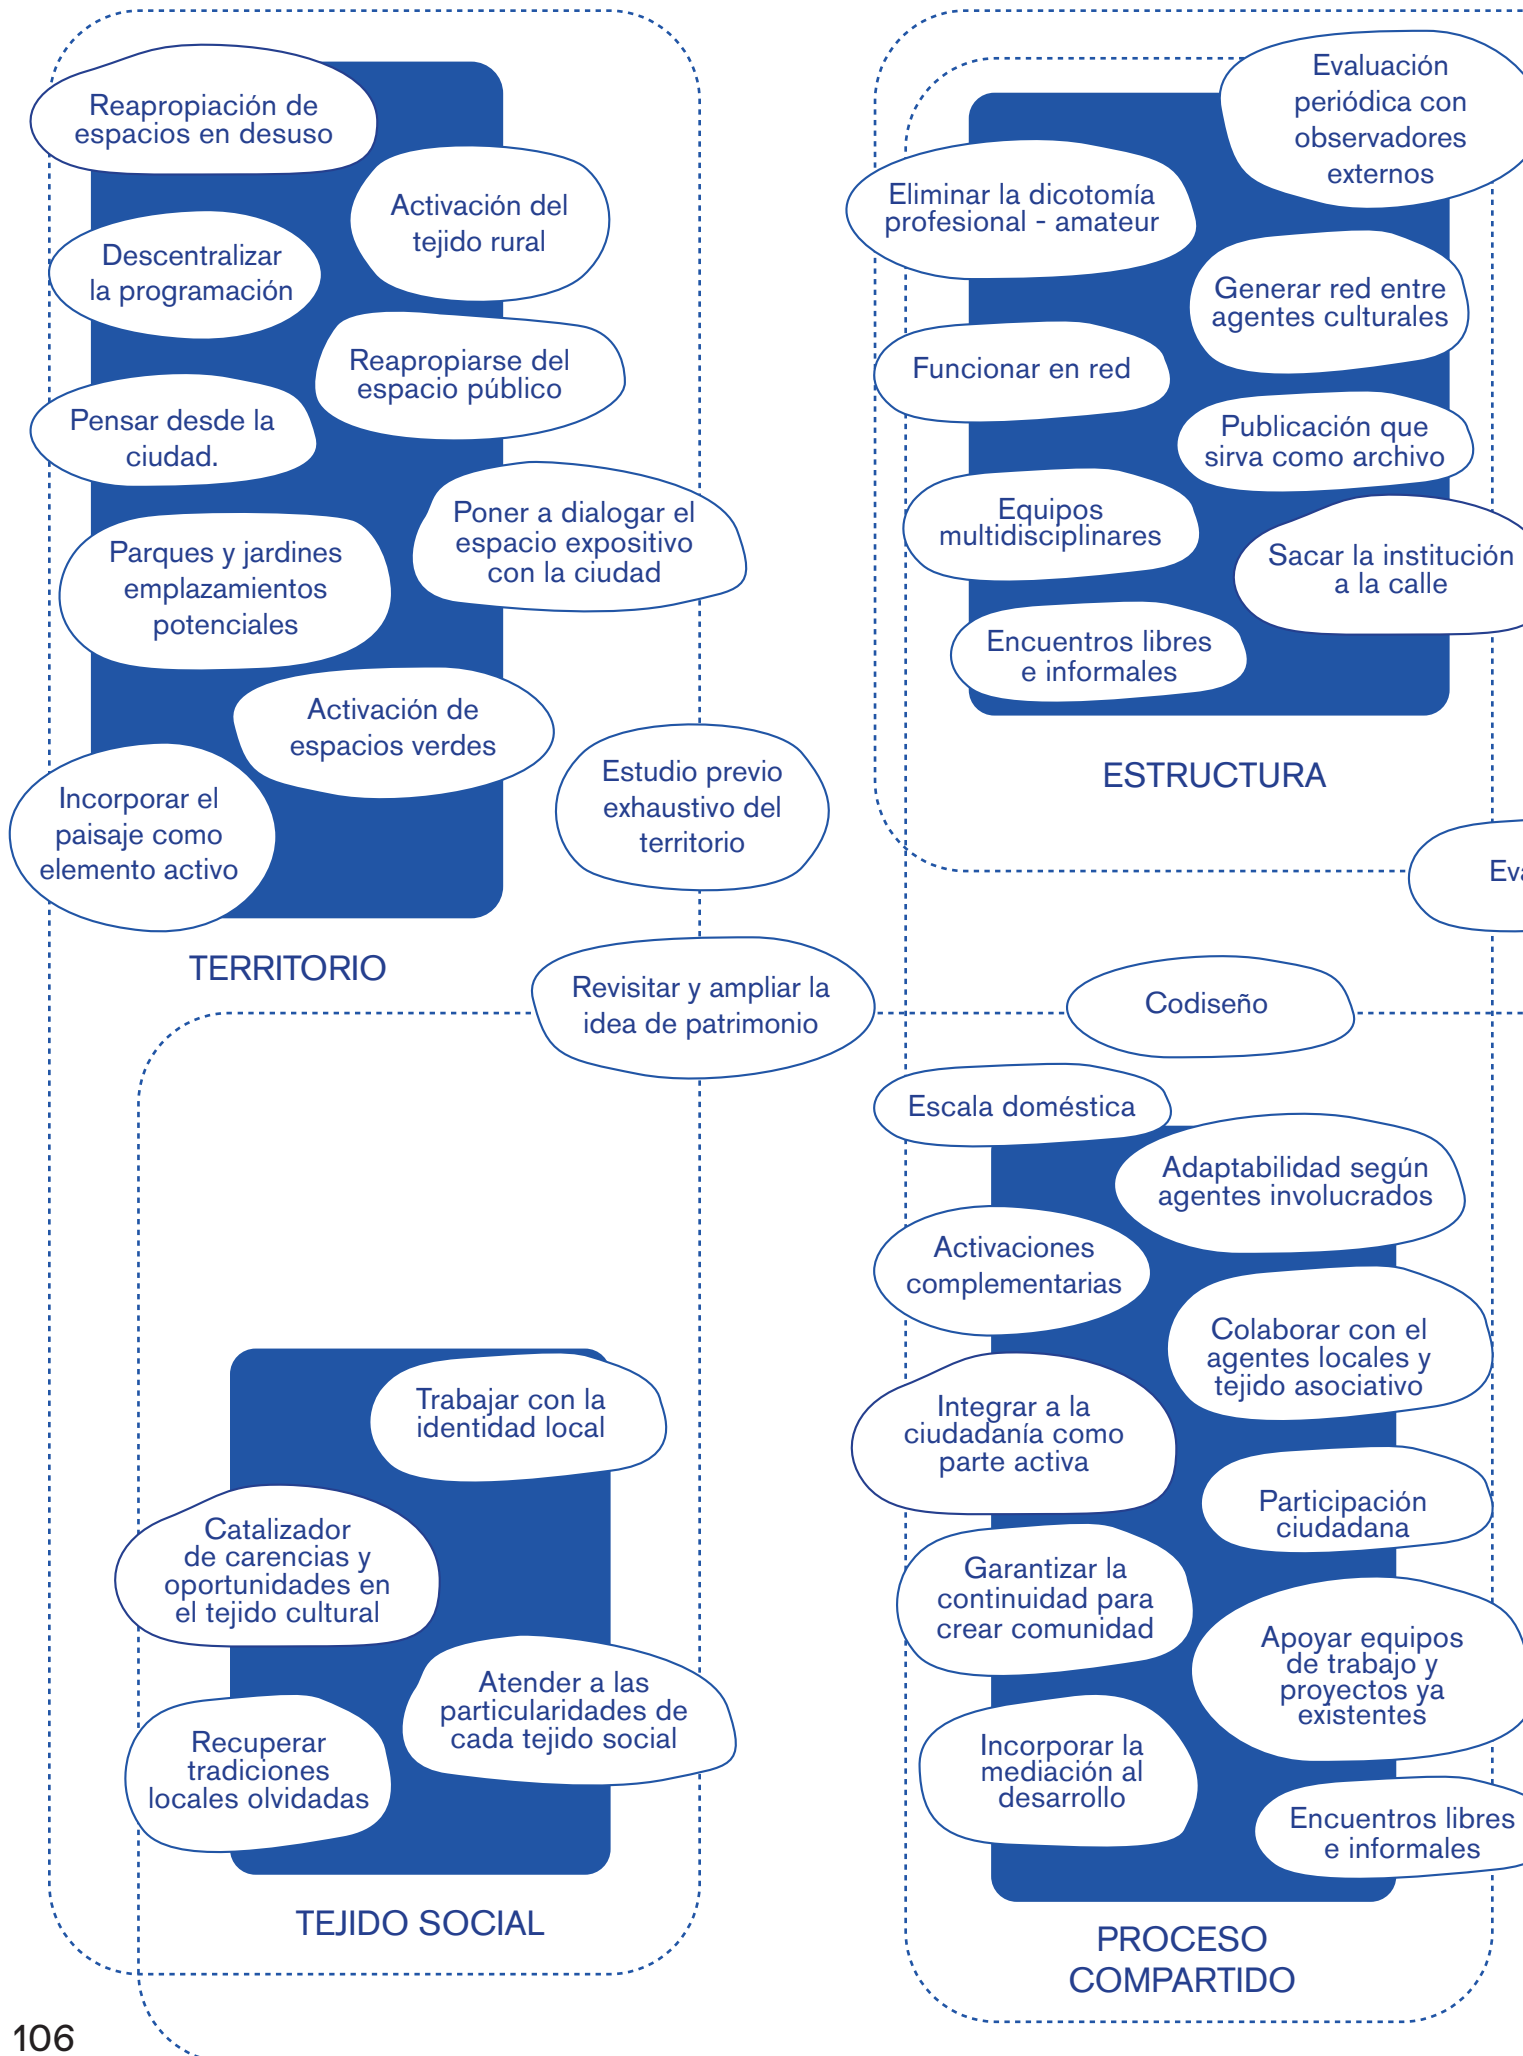 Reapropiación de
espacios en desuso
Activación del
tejido rural
Descentralizar
la programación
Reapropiarse del
espacio público
Pensar desde la
ciudad.
Poner a dialogar el
espacio expositivo
con la ciudad
Parques y jardines
emplazamientos
potenciales
Activación de
espacios verdes
Incorporar el
paisaje como
elemento activo
Estudio previo
exhaustivo del
territorio
TERRITORIO
Revisitar y ampliar la
idea de patrimonio
Trabajar con la
identidad local
Catalizador
de carencias y
oportunidades en
el tejido cultural
Atender a las
particularidades de
cada tejido social
Recuperar
tradiciones
locales olvidadas
TEJIDO SOCIAL
Evaluación
periódica con
observadores
externos
Eliminar la dicotomía
profesional - amateur
Generar red entre
agentes culturales
Funcionar en red
Publicación que
sirva como archivo
Equipos
multidisciplinares
Sacar la institución
a la calle
Encuentros libres
e informales
ESTRUCTURA
Codiseño
Escala doméstica
Adaptabilidad según
agentes involucrados
Activaciones
complementarias
Colaborar con el
agentes locales y
tejido asociativo
Integrar a la
ciudadanía como
parte activa
Participación
ciudadana
Garantizar la
continuidad para
crear comunidad
Apoyar equipos
de trabajo y
proyectos ya
existentes
Incorporar la
mediación al
desarrollo
Encuentros libres
e informales
PROCESO
COMPARTIDO
106